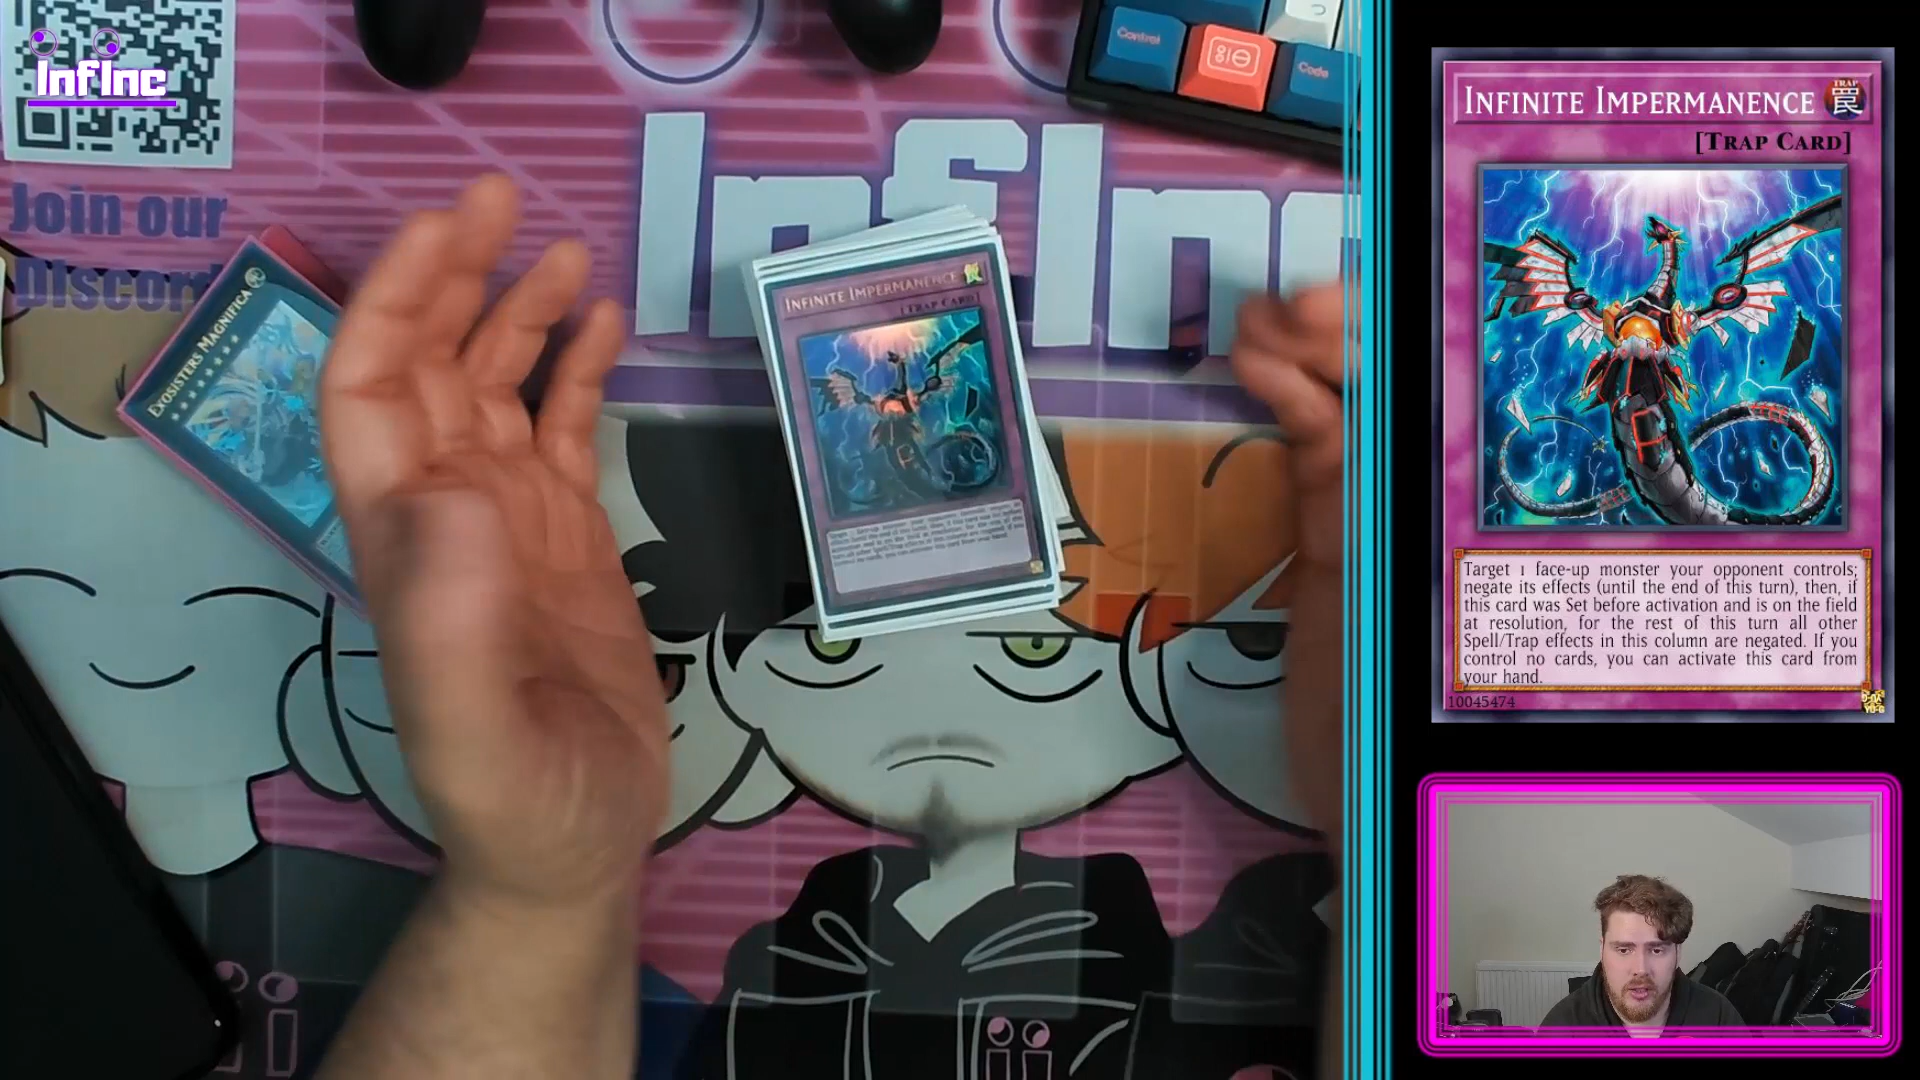 InfInc
Join our
Discord
Control
Code
InfInc
EXOSISTERS MAGNIFICA
INFINITE IMPERMANENCE
[TRAP CARD]
INFINITE IMPERMANENCE
TRAP
罠
[TRAP CARD]
Target 1 face-up monster your opponent controls;
negate its effects (until the end of this turn), then, if
this card was Set before activation and is on the field
at resolution, for the rest of this turn all other
Spell/Trap effects in this column are negated. If you
control no cards, you can activate this card from
your hand.
10045474